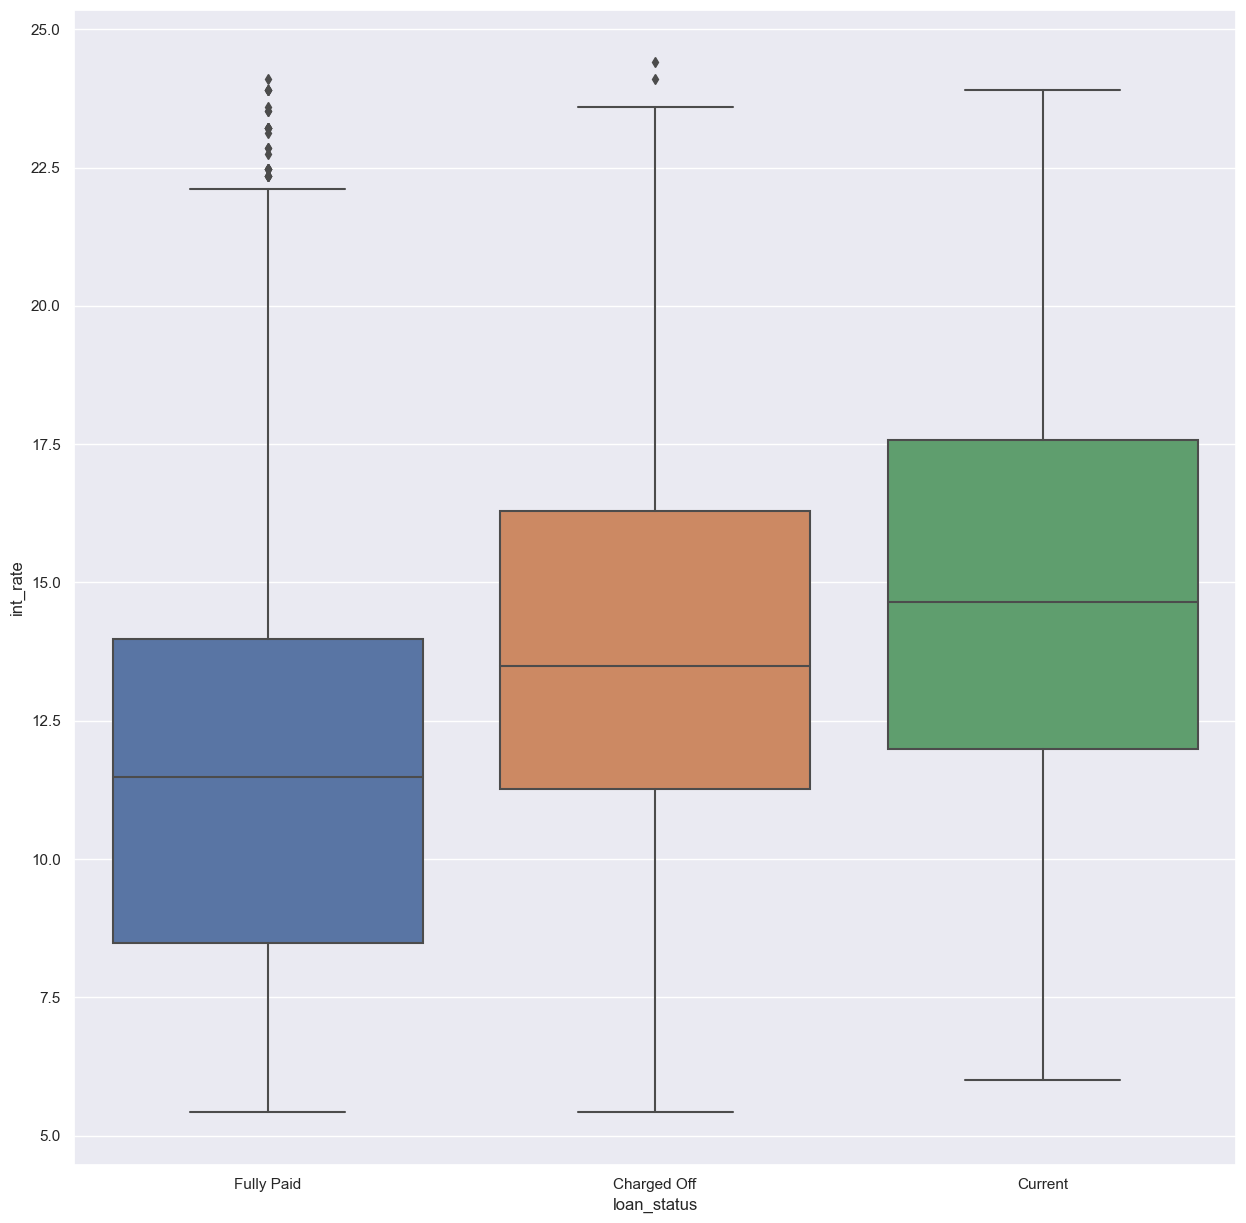 25.0
22.5
20.0
17.5
15.0
12.5
10.0
7.5
5.0
int_rate
Fully Paid
Charged Off
Current
loan_status